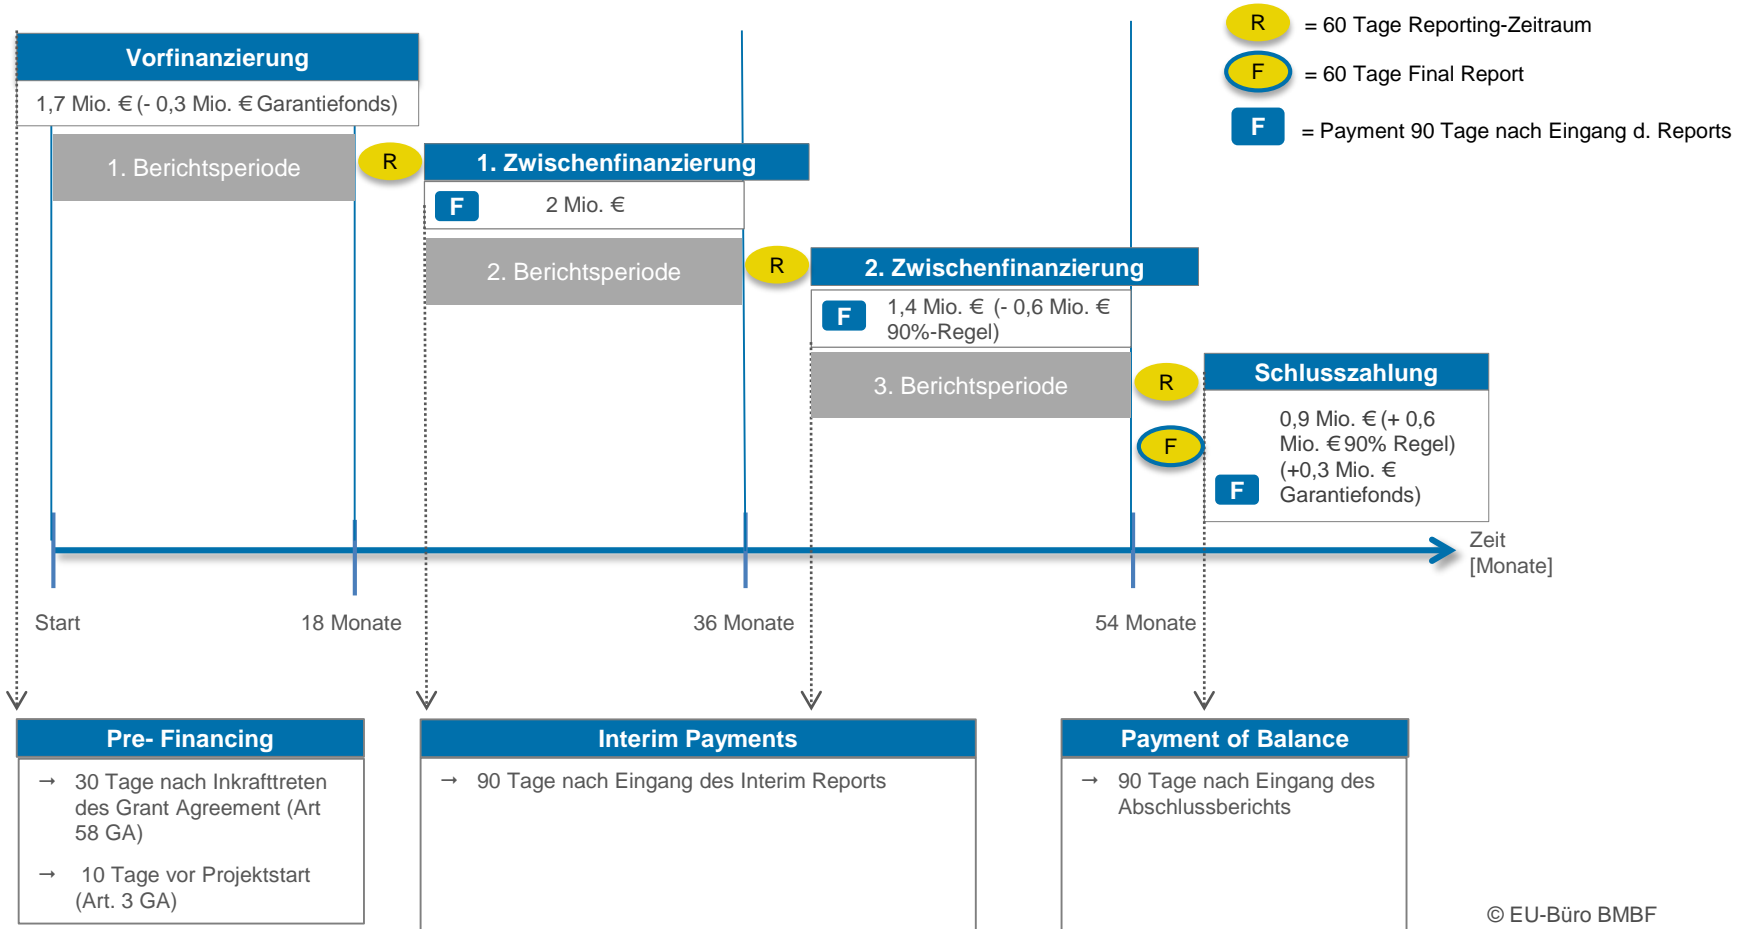 R = 60 Tage Reporting-Zeitraum
F = 60 Tage Final Report
F = Payment 90 Tage nach Eingang d. Reports
Vorfinanzierung
1,7 Mio. € (- 0,3 Mio. € Garantiefonds)
1. Berichtsperiode
R
1. Zwischenfinanzierung
F 2 Mio. €
2. Berichtsperiode
R
2. Zwischenfinanzierung
F
1,4 Mio. € (- 0,6 Mio. €
90%-Regel)
3. Berichtsperiode
R
F
Schlusszahlung
0,9 Mio. € (+ 0,6
Mio. € 90% Regel)
(+0,3 Mio. €
Garantiefonds)
F
Zeit
[Monate]
Start
18 Monate
36 Monate
54 Monate
Pre- Financing
→ 30 Tage nach Inkrafttreten
des Grant Agreement (Art
58 GA)
→ 10 Tage vor Projektstart
(Art. 3 GA)
Interim Payments
→ 90 Tage nach Eingang des Interim Reports
Payment of Balance
→ 90 Tage nach Eingang des
Abschlussberichts
© EU-Büro BMBF